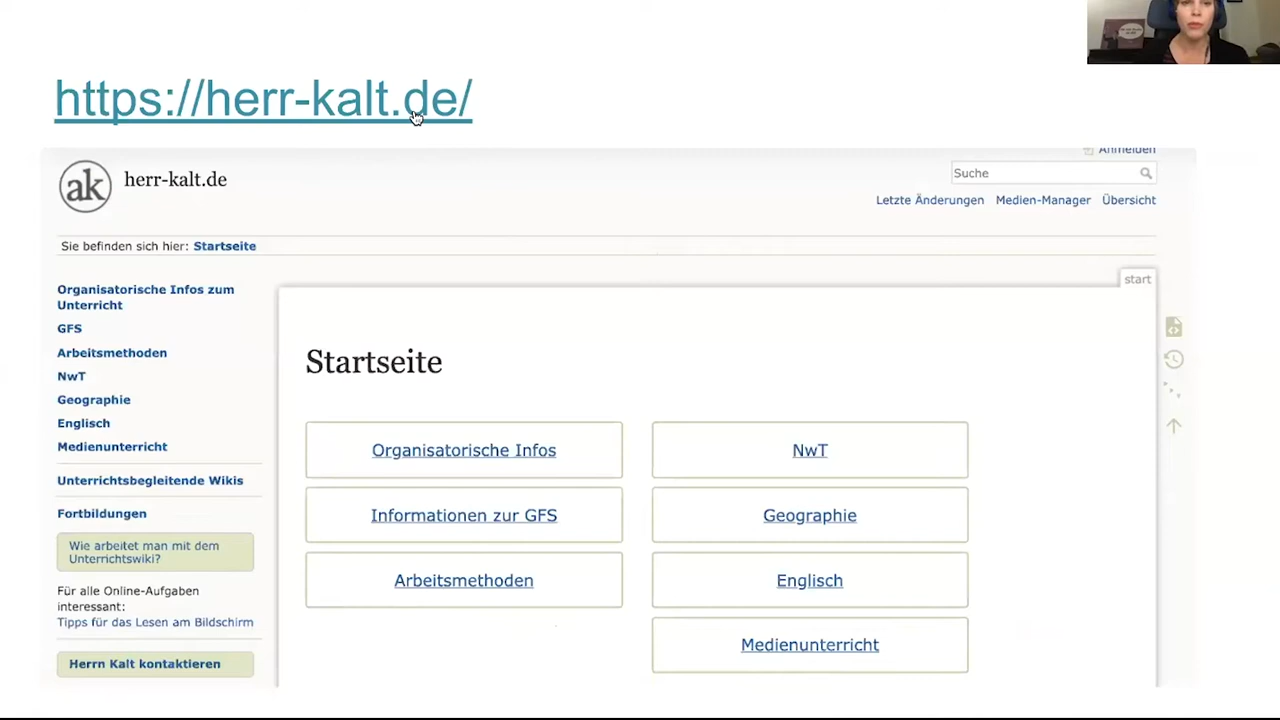 https://herr-kalt.de/
Anmelden
ak herr-kalt.de
Suche
Letzte Änderungen Medien-Manager Übersicht
Sie befinden sich hier: Startseite
start
Organisatorische Infos zum
Unterricht
GFS
Arbeitsmethoden
NwT
Geographie
Englisch
Medienunterricht
Unterrichtsbegleitende Wikis
Fortbildungen
Wie arbeitet man mit dem
Unterrichtswiki?
Für alle Online-Aufgaben
interessant:
Tipps für das Lesen am Bildschirm
Herrn Kalt kontaktieren
Startseite
Organisatorische Infos
NwT
Informationen zur GFS
Geographie
Arbeitsmethoden
Englisch
Medienunterricht